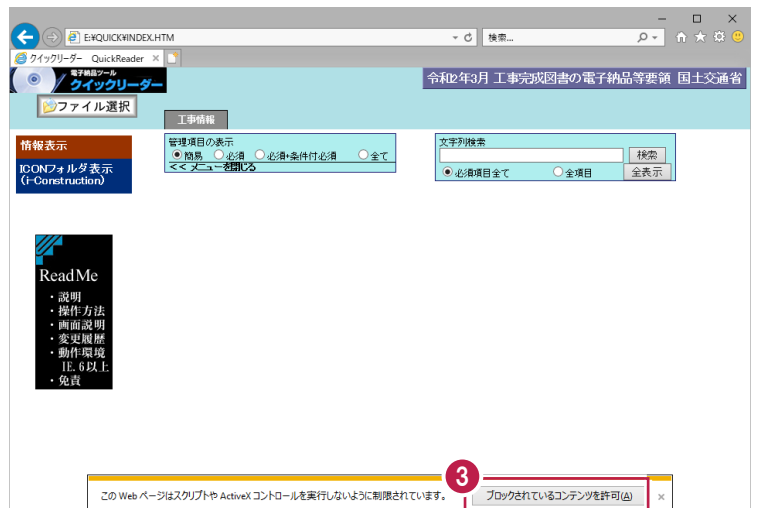 E:¥QUICK¥INDEX.HTM
検索...
クイックリーダー QuickReader
電子納品ツール
クイックリーダー
令和2年3月 工事完成図書の電子納品等要領 国土交通省
ファイル選択
工事情報
情報表示
ICONフォルダ表示
(i-Construction)
管理項目の表示
簡易 必須 必須+条件付必須 全て
<< メニューを閉じる
文字列検索
検索
必須項目全て 全項目 全表示
ReadMe
・説明
・操作方法
・画面説明
・変更履歴
・動作環境
IE.6以上
・免責
3
この Web ページはスクリプトや ActiveX コントロールを実行しないように制限されています。 ブロックされているコンテンツを許可(A)